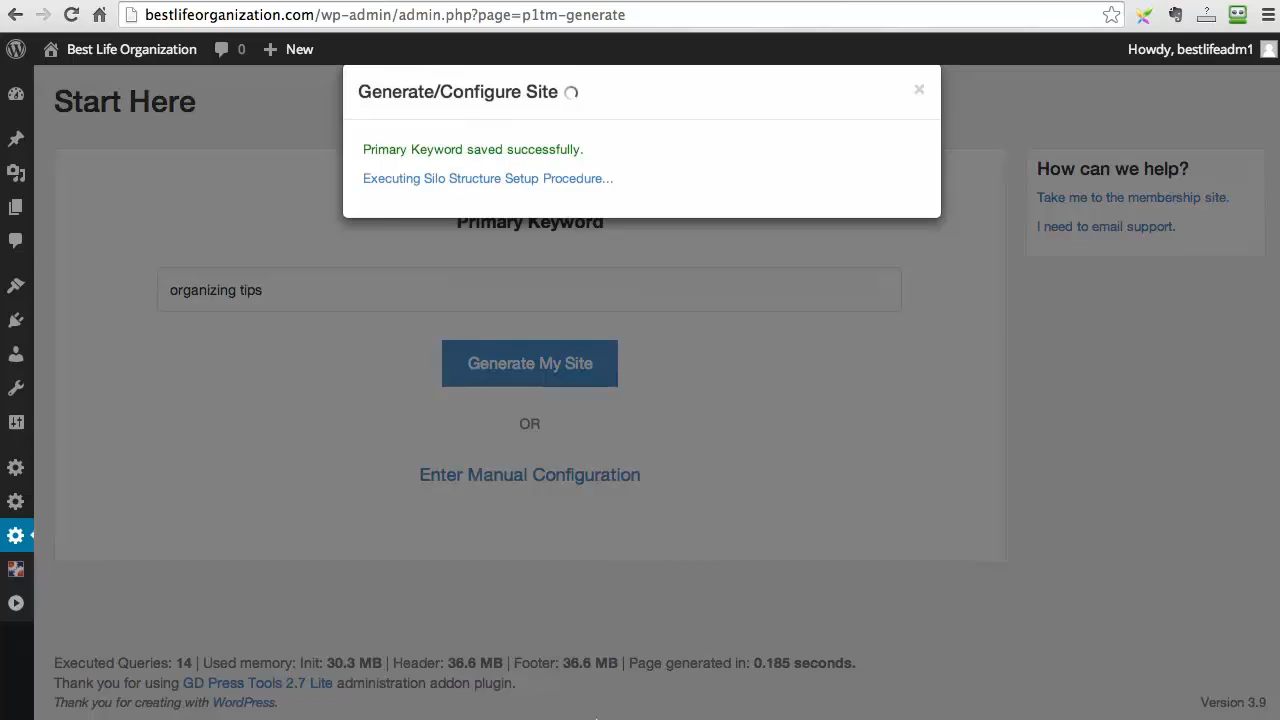 bestlifeorganization.com/wp-admin/admin.php?page=p1tm-generate
Best Life Organization 0 New Howdy, bestlifeadm1
Start Here
Generate/Configure Site
×
Primary Keyword saved successfully.
Executing Silo Structure Setup Procedure...
How can we help?
Take me to the membership site.
I need to email support.
Primary Keyword
organizing tips
Generate My Site
OR
Enter Manual Configuration
Executed Queries: 14 | Used memory: Init: 30.3 MB | Header: 36.6 MB | Footer: 36.6 MB | Page generated in: 0.185 seconds.
Thank you for using GD Press Tools 2.7 Lite administration addon plugin.
Thank you for creating with WordPress.
Version 3.9